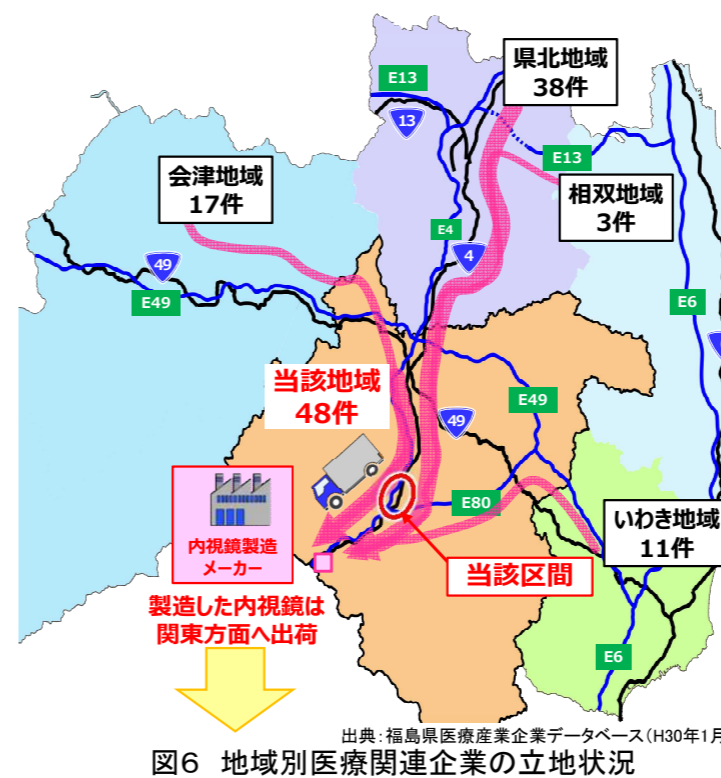 県北地域
38件
E13
13
E13
会津地域
17件
相双地域
3件
E4
4
49
E49
E6
当該地域
48件
E49
49
内視鏡製造
メーカー
E80
いわき地域
11件
当該区間
製造した内視鏡は
関東方面へ出荷
E6
出典:福島県医療産業企業データベース(H30年1月
図6 地域別医療関連企業の立地状況